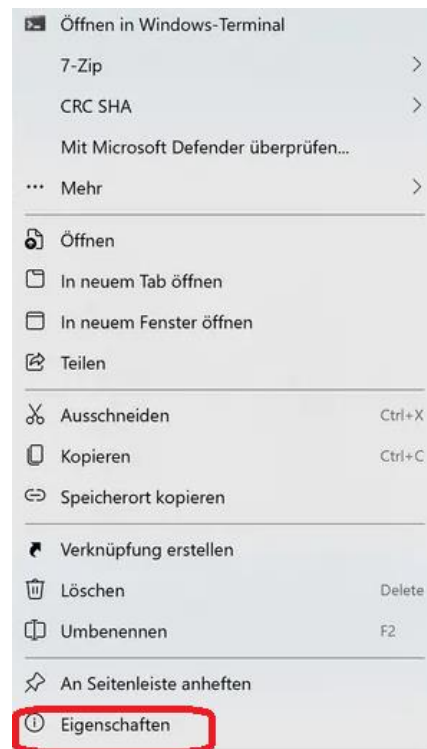 Öffnen in Windows-Terminal
7-Zip
CRC SHA
Mit Microsoft Defender überprüfen...
Mehr
Öffnen
In neuem Tab öffnen
In neuem Fenster öffnen
Teilen
Ausschneiden Ctrl+X
Kopieren Ctrl+C
Speicherort kopieren
Verknüpfung erstellen
Löschen Delete
Umbenennen F2
An Seitenleiste anheften
Eigenschaften